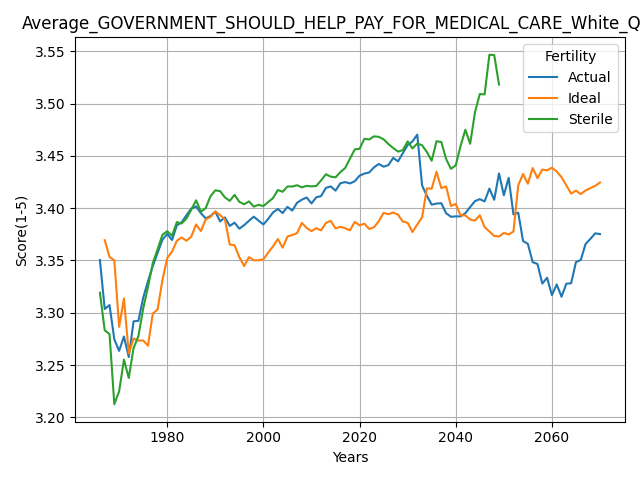 Average_GOVERNMENT_SHOULD_HELP_PAY_FOR_MEDICAL_CARE_White_Q
3.55
3.50
3.45
3.40
3.35
3.30
3.25
3.20
Score(1-5)
Fertility
Actual
Ideal
Sterile
1980 2000 2020 2040 2060
Years